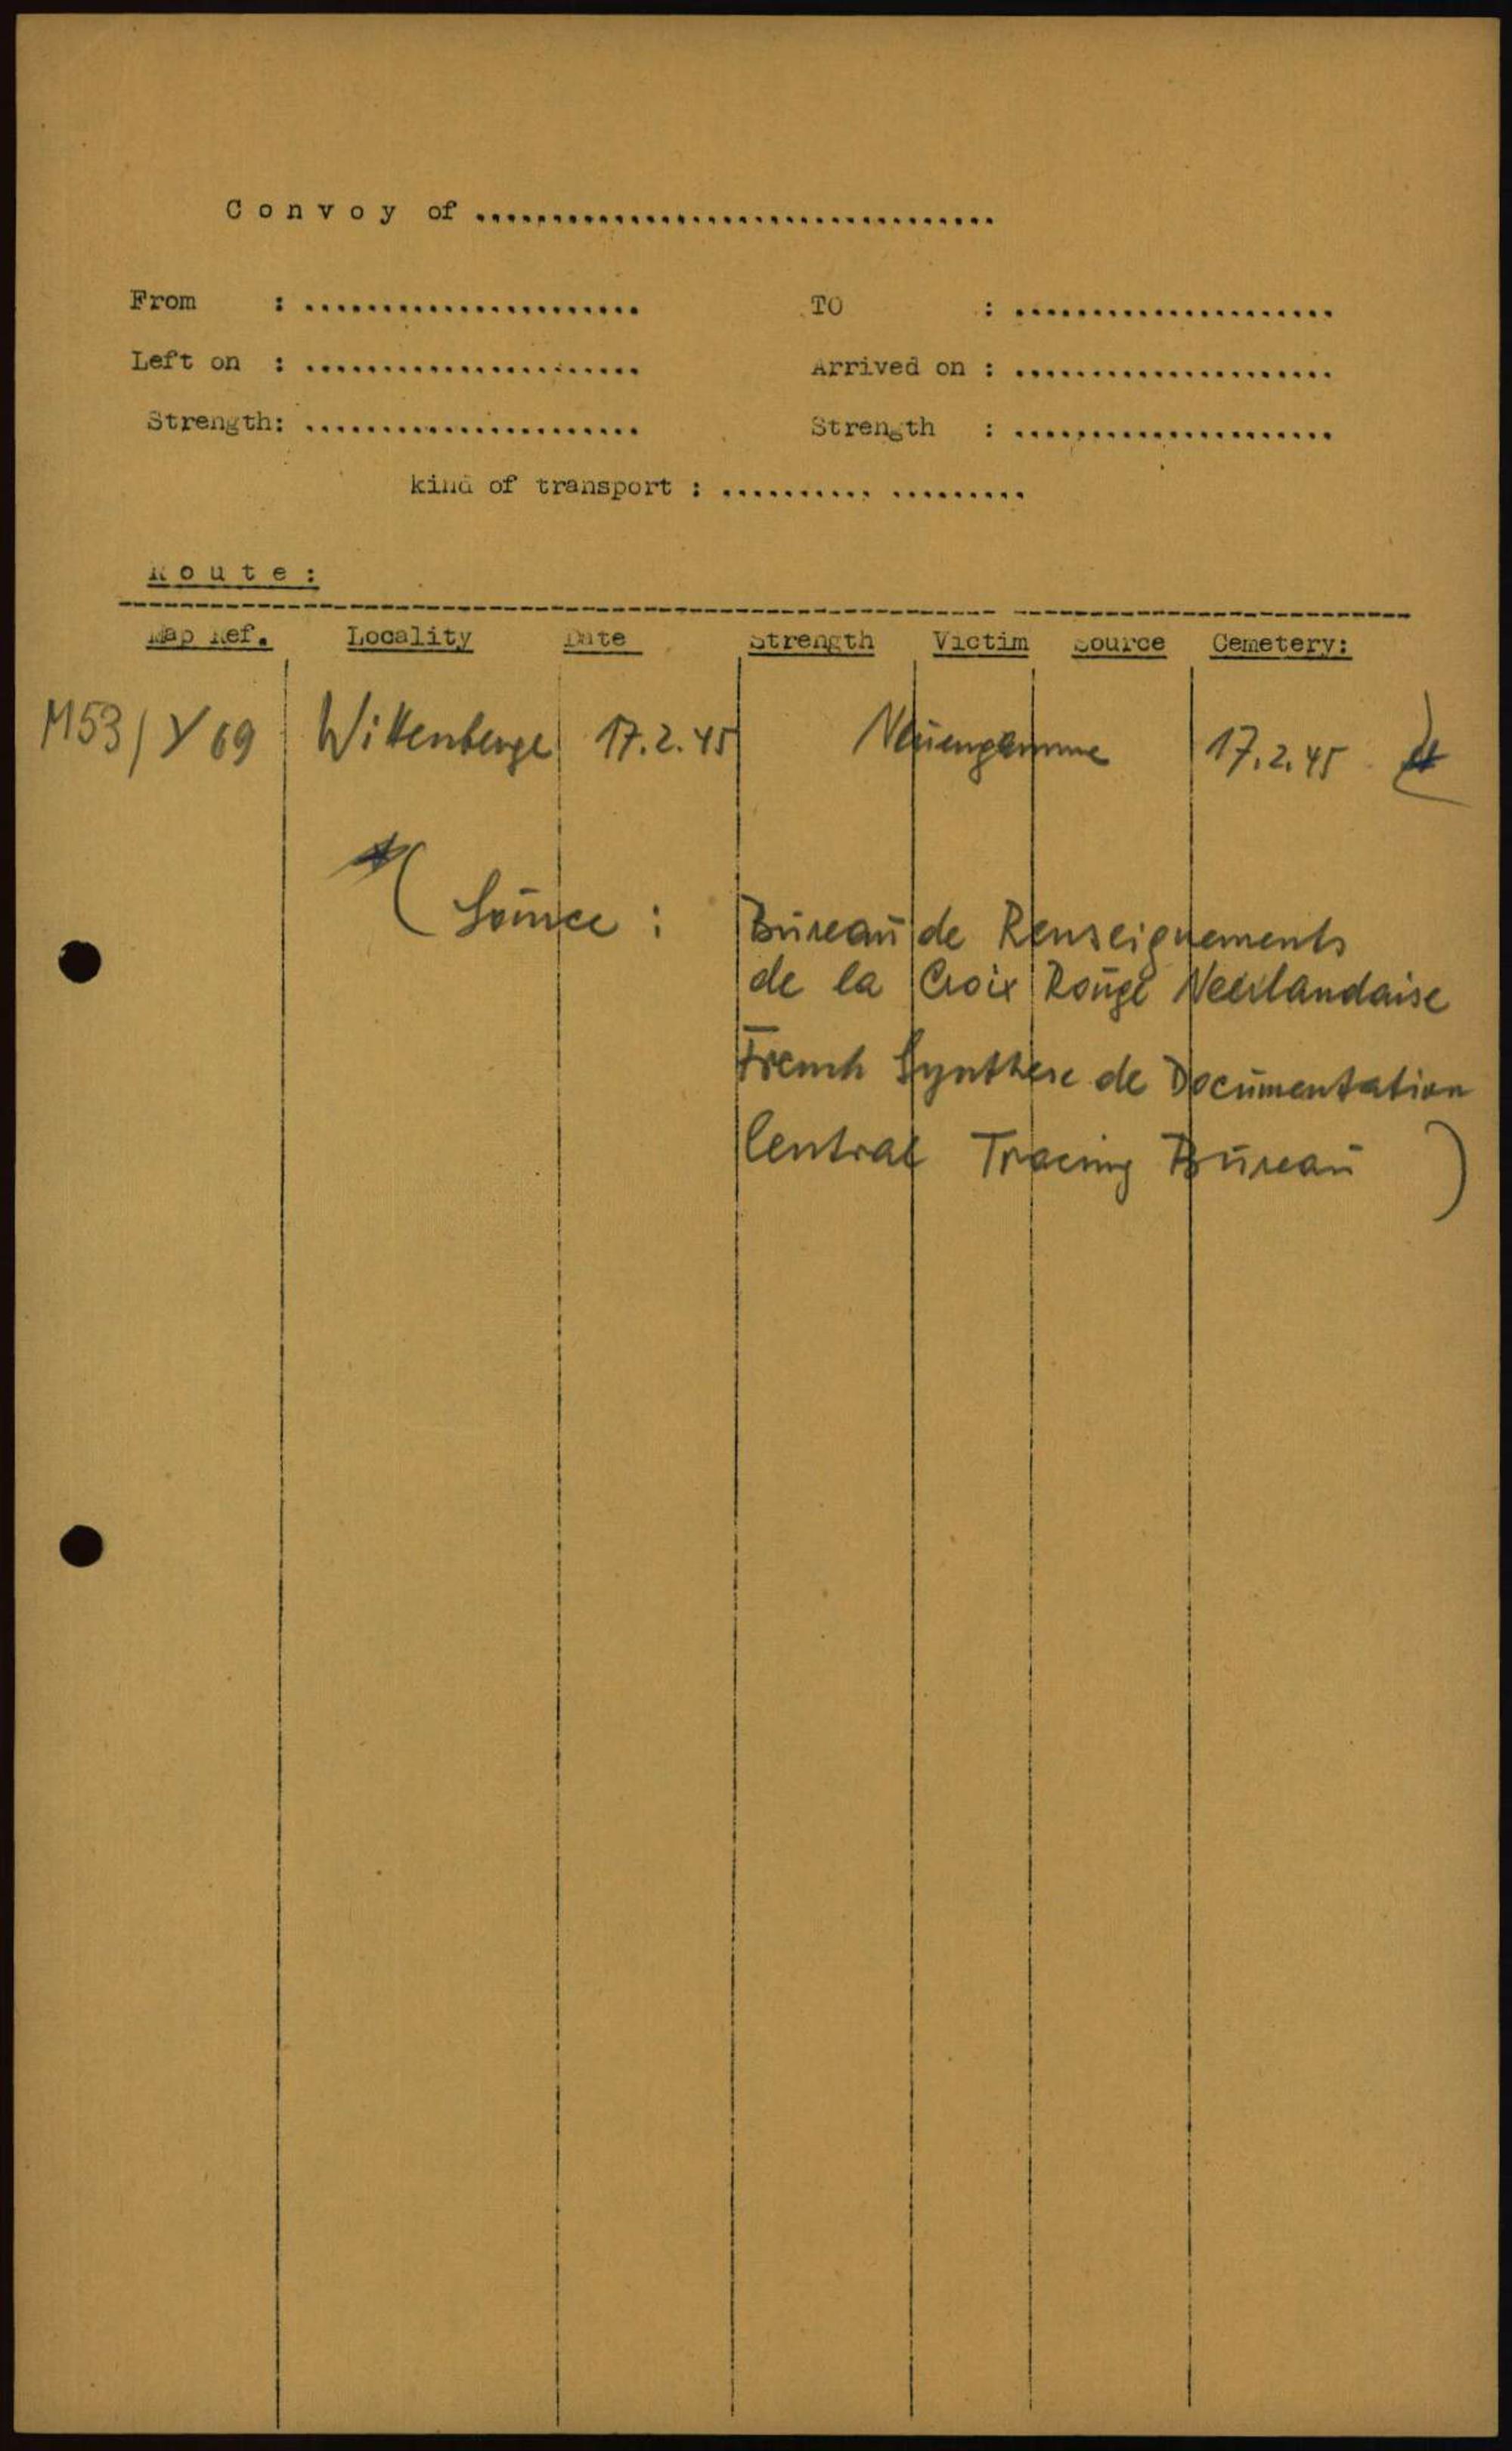 Convoy of ..................................
From : ...................... TO : .....................
Left on : ...................... Arrived on : .....................
Strength: ...................... Strength : .....................
kind of transport : .......... .........
Route:
Map Ref. Locality Date Strength Victim Source Cemetery:
M53/Y69 Wittenberge 17.2.45 Neuengamme 17.2.45
(Source : Bureau de Renseignements
de la Croix Rouge Neerlandaise
French Synthese de Documentation
Central Tracing Bureau )